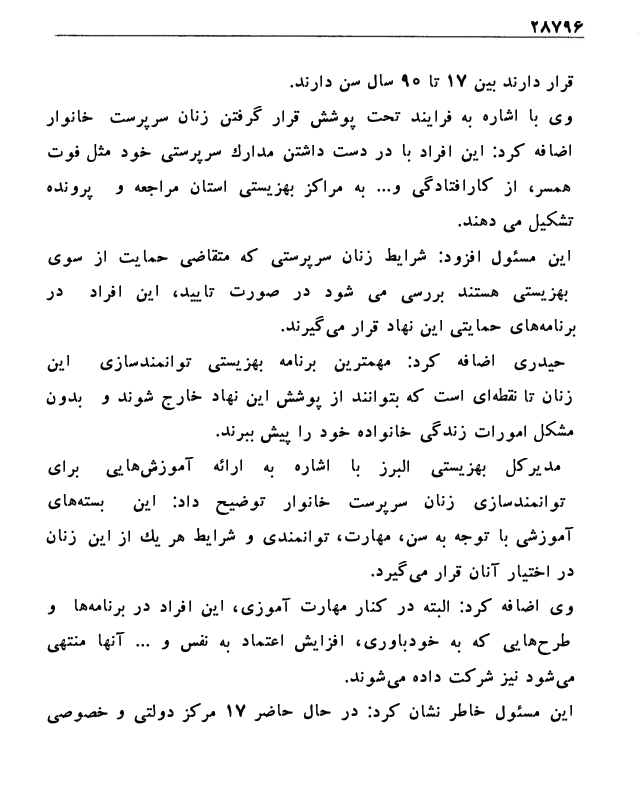 ۲۸۷۹۶
قرار دارند بین ۱۷ تا ۹۰ سال سن دارند.
وی با اشاره به فرایند تحت پوشش قرار گرفتن زنان سرپرست خانوار
اضافه کرد: این افراد با در دست داشتن مدارك سرپرستی خود مثل فوت
همسر، از کارافتادگی و... به مراکز بهزیستی استان مراجعه و پرونده
تشکیل می دهند.
این مسئول افزود: شرایط زنان سرپرستی که متقاضی حمایت از سوی
بهزیستی هستند بررسی می شود در صورت تایید، این افراد در
برنامه‌های حمایتی این نهاد قرار می‌گیرند.
حیدری اضافه کرد: مهمترین برنامه بهزیستی توانمندسازی این
زنان تا نقطه‌ای است که بتوانند از پوشش این نهاد خارج شوند و بدون
مشکل امورات زندگی خانواده خود را پیش ببرند.
مدیرکل بهزیستی البرز با اشاره به ارائه آموزش‌هایی برای
توانمندسازی زنان سرپرست خانوار توضیح داد: این بسته‌های
آموزشی با توجه به سن، مهارت، توانمندی و شرایط هر یك از این زنان
در اختیار آنان قرار می‌گیرد.
وی اضافه کرد: البته در کنار مهارت آموزی، این افراد در برنامه‌ها و
طرح‌هایی که به خودباوری، افزایش اعتماد به نفس و ... آنها منتهی
می‌شود نیز شرکت داده می‌شوند.
این مسئول خاطر نشان کرد: در حال حاضر ۱۷ مرکز دولتی و خصوصی